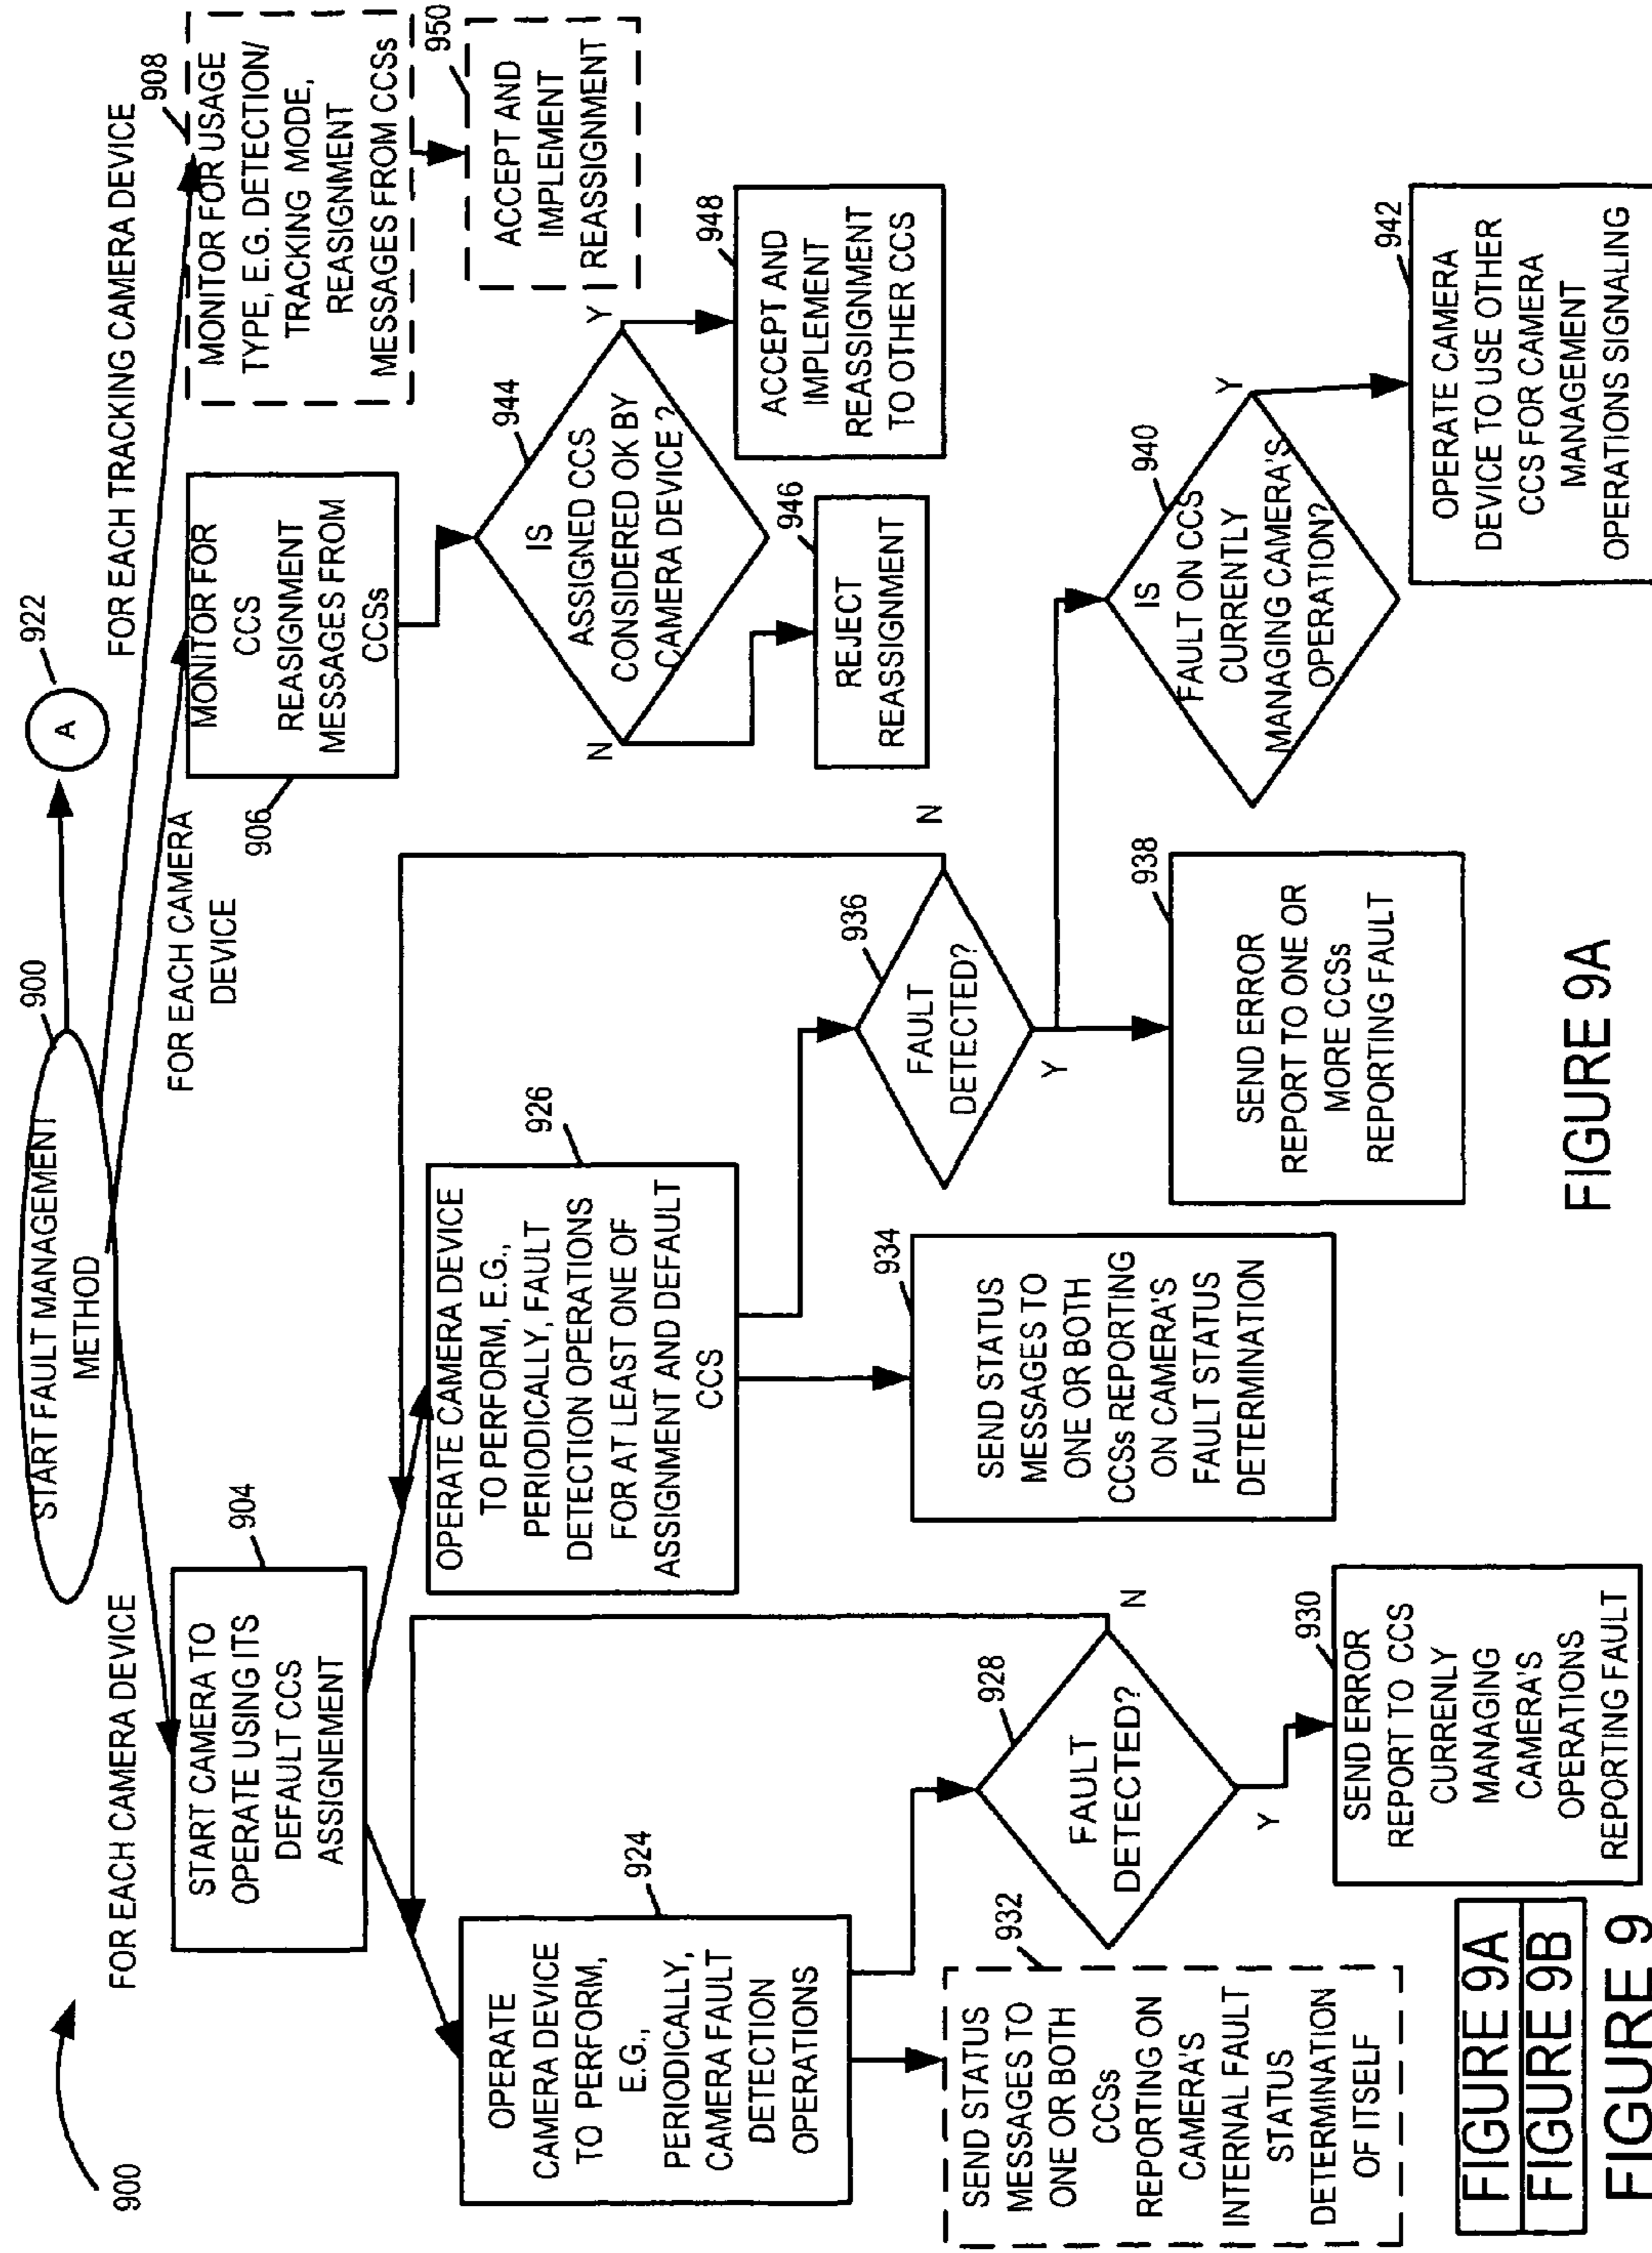 900
START FAULT MANAGEMENT
METHOD
900
A
922
FOR EACH CAMERA DEVICE
FOR EACH CAMERA
DEVICE
FOR EACH TRACKING CAMERA DEVICE
START CAMERA TO
OPERATE USING ITS
DEFAULT CCS
ASSIGNEMENT
904
MONITOR FOR
CCS
REASIGNMENT
MESSAGES FROM
CCSs
906
MONITOR FOR USAGE
TYPE, E.G. DETECTION/
TRACKING MODE,
REASIGNMENT
MESSAGES FROM CCSs
908
OPERATE
CAMERA DEVICE
TO PERFORM,
E.G.,
PERIODICALLY,
CAMERA FAULT
DETECTION
OPERATIONS
924
OPERATE CAMERA DEVICE
TO PERFORM, E.G.,
PERIODICALLY, FAULT
DETECTION OPERATIONS
FOR AT LEAST ONE OF
ASSIGNMENT AND DEFAULT
CCS
926
IS
ASSIGNED CCS
CONSIDERED OK BY
CAMERA DEVICE ?
944
N
Y
ACCEPT AND
IMPLEMENT
REASSIGNMENT
950
REJECT
REASSIGNMENT
946
ACCEPT AND
IMPLEMENT
REASSIGNMENT
TO OTHER CCS
948
SEND STATUS
MESSAGES TO
ONE OR BOTH
CCSs
REPORTING ON
CAMERA'S
INTERNAL FAULT
STATUS
DETERMINATION
OF ITSELF
932
FAULT
DETECTED?
928
N
Y
SEND STATUS
MESSAGES TO
ONE OR BOTH
CCSs REPORTING
ON CAMERA'S
FAULT STATUS
DETERMINATION
934
FAULT
DETECTED?
936
N
Y
IS
FAULT ON CCS
CURRENTLY
MANAGING CAMERA'S
OPERATION?
940
Y
SEND ERROR
REPORT TO CCS
CURRENLY
MANAGING
CAMERA'S
OPERATIONS
REPORTING FAULT
930
SEND ERROR
REPORT TO ONE OR
MORE CCSs
REPORTING FAULT
938
OPERATE CAMERA
DEVICE TO USE OTHER
CCS FOR CAMERA
MANAGEMENT
OPERATIONS SIGNALING
942
FIGURE 9A
FIGURE 9B
FIGURE 9
FIGURE 9A